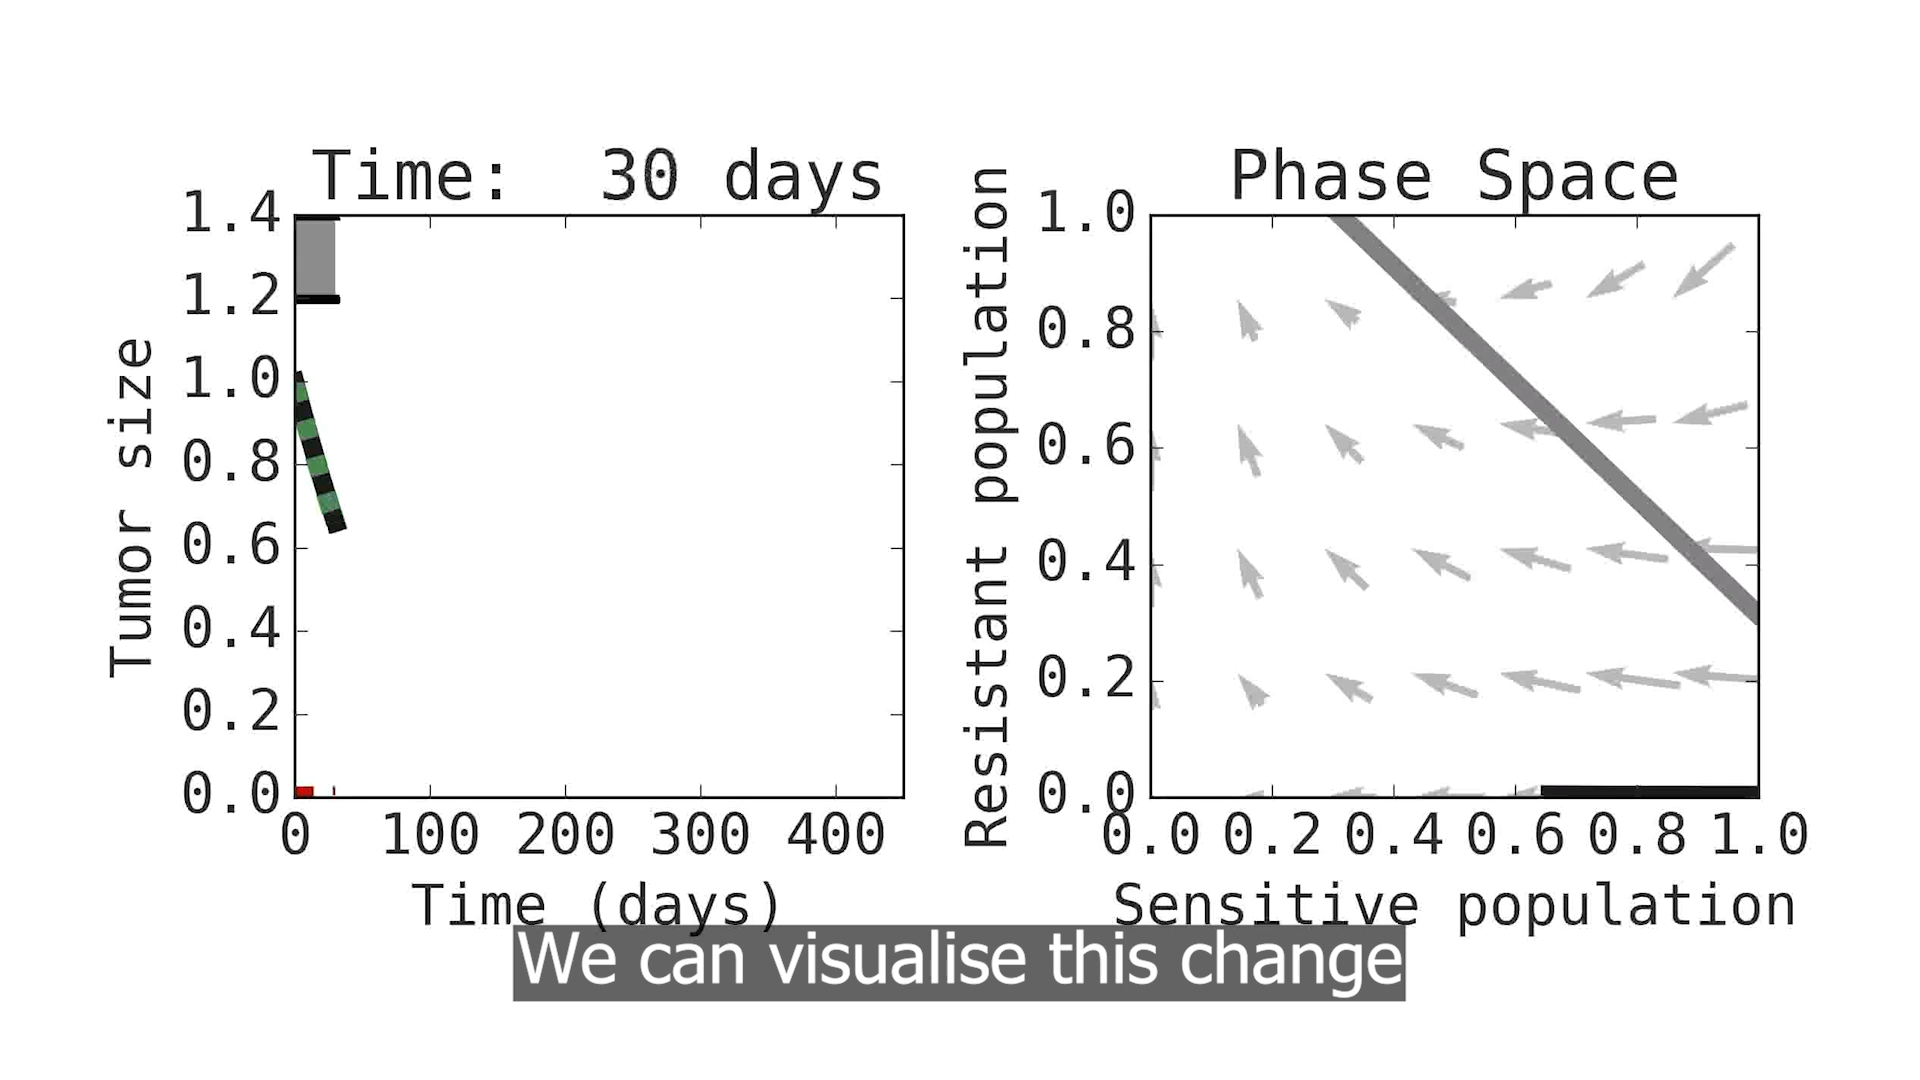 Time: 30 days
Tumor size
1.4
1.2
1.0
0.8
0.6
0.4
0.2
0.0
0 100 200 300 400
Time (days)
Phase Space
Resistant population
1.0
0.8
0.6
0.4
0.2
0.0
0.0 0.2 0.4 0.6 0.8 1.0
Sensitive population
We can visualise this change